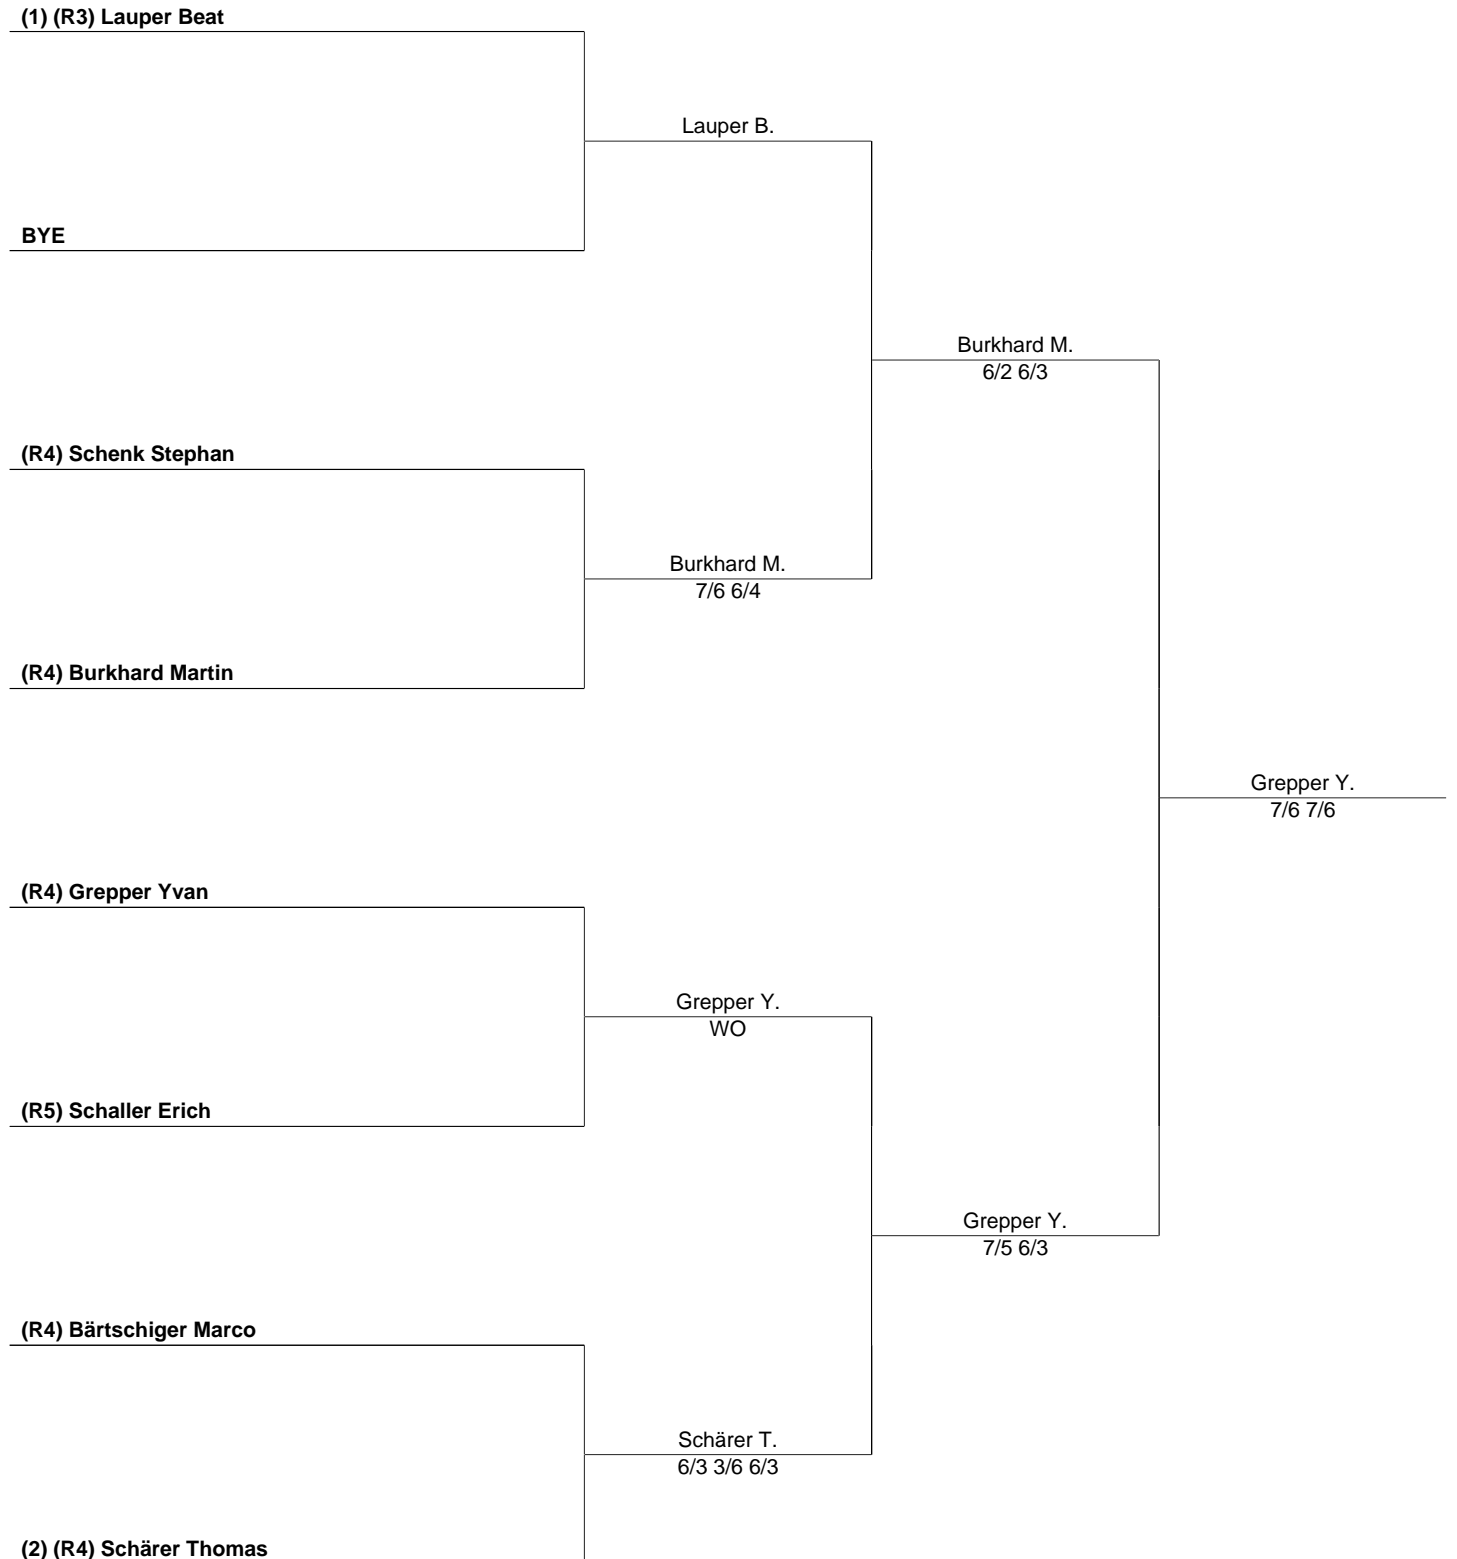 (1) (R3) Lauper Beat
Lauper B.
BYE
Burkhard M.
6/2 6/3
(R4) Schenk Stephan
Burkhard M.
7/6 6/4
(R4) Burkhard Martin
Grepper Y.
7/6 7/6
(R4) Grepper Yvan
Grepper Y.
WO
(R5) Schaller Erich
Grepper Y.
7/5 6/3
(R4) Bärtschiger Marco
Schärer T.
6/3 3/6 6/3
(2) (R4) Schärer Thomas